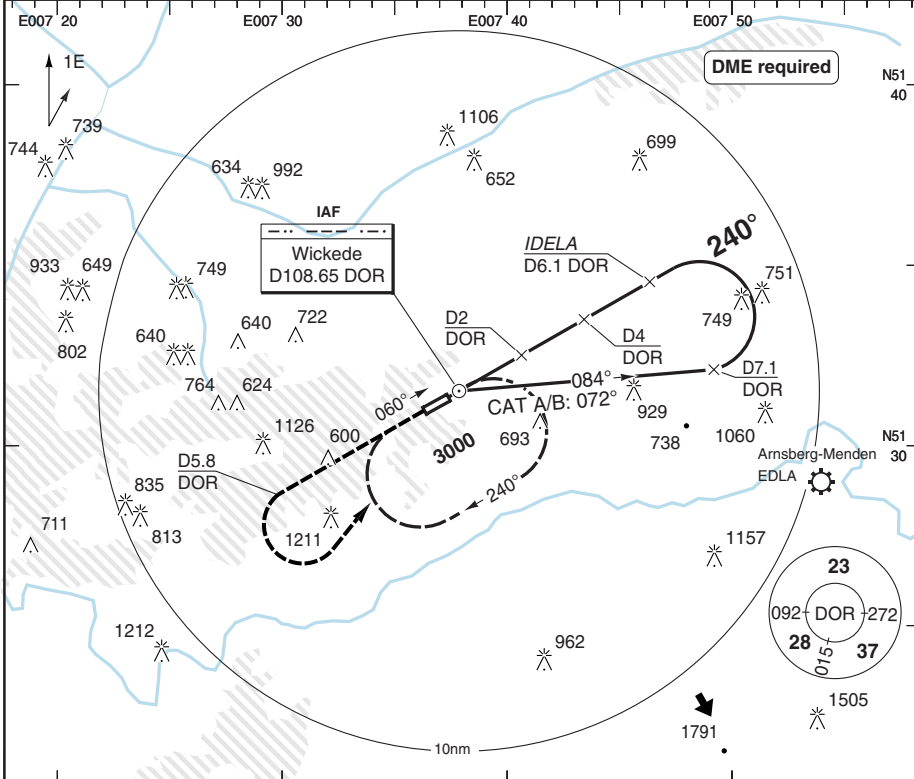 E007 20
E007 30
E007 40
E007 50
1E
DME required
N51
40
744
739
1106
652
699
634
992
IAF
Wickede
D108.65 DOR
IDELA
D6.1 DOR
240°
933
649
749
751
749
802
640
640
722
D2
DOR
D4
DOR
D7.1
DOR
764
624
060°
084°
CAT A/B: 072°
929
1126
600
3000
693
738
1060
N51
30
D5.8
DOR
Arnsberg-Menden
EDLA
240°
835
813
711
1211
1157
23
092
DOR
272
28
015
37
1212
962
1505
1791
10nm